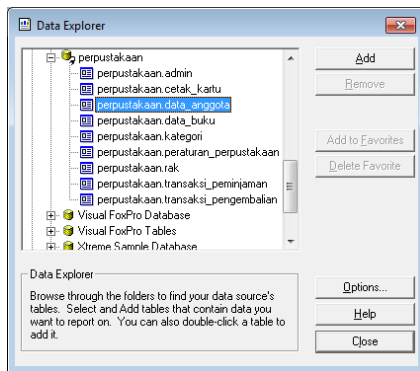 Data Explorer
perpustakaan
perpustakaan.admin
perpustakaan.cetak_kartu
perpustakaan.data_anggota
perpustakaan.data_buku
perpustakaan.kategori
perpustakaan.peraturan_perpustakaan
perpustakaan.rak
perpustakaan.transaksi_peminjaman
perpustakaan.transaksi_pengembalian
Visual FoxPro Database
Visual FoxPro Tables
Xtreme Sample Database
Add
Remove
Add to Favorites
Delete Favorite
Data Explorer
Browse through the folders to find your data source's
tables. Select and Add tables that contain data you
want to report on. You can also double-click a table to
add it.
Options...
Help
Close